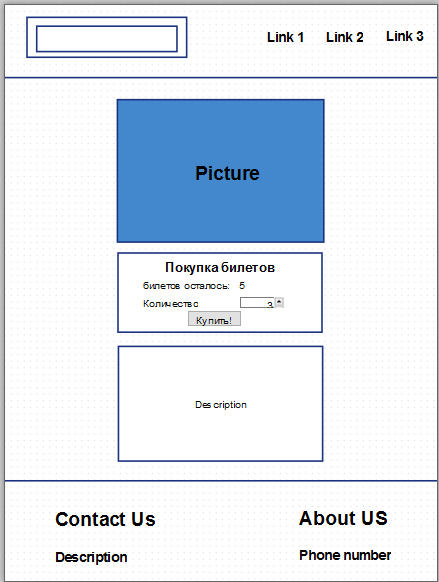 Link 1 Link 2 Link 3
Picture
Покупка билетов
билетов осталось: 5
Количество 3
Купить!
Description
Contact Us About US
Description Phone number